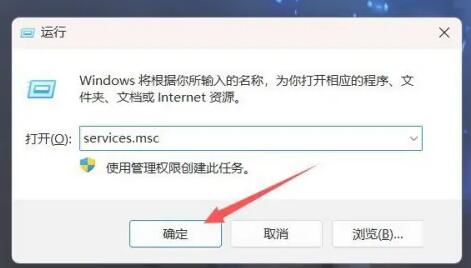 运行
Windows 将根据你所输入的名称，为你打开相应的程序、文
件夹、文档或 Internet 资源。
打开(O): services.msc
使用管理权限创建此任务。
确定 取消 浏览(B)...